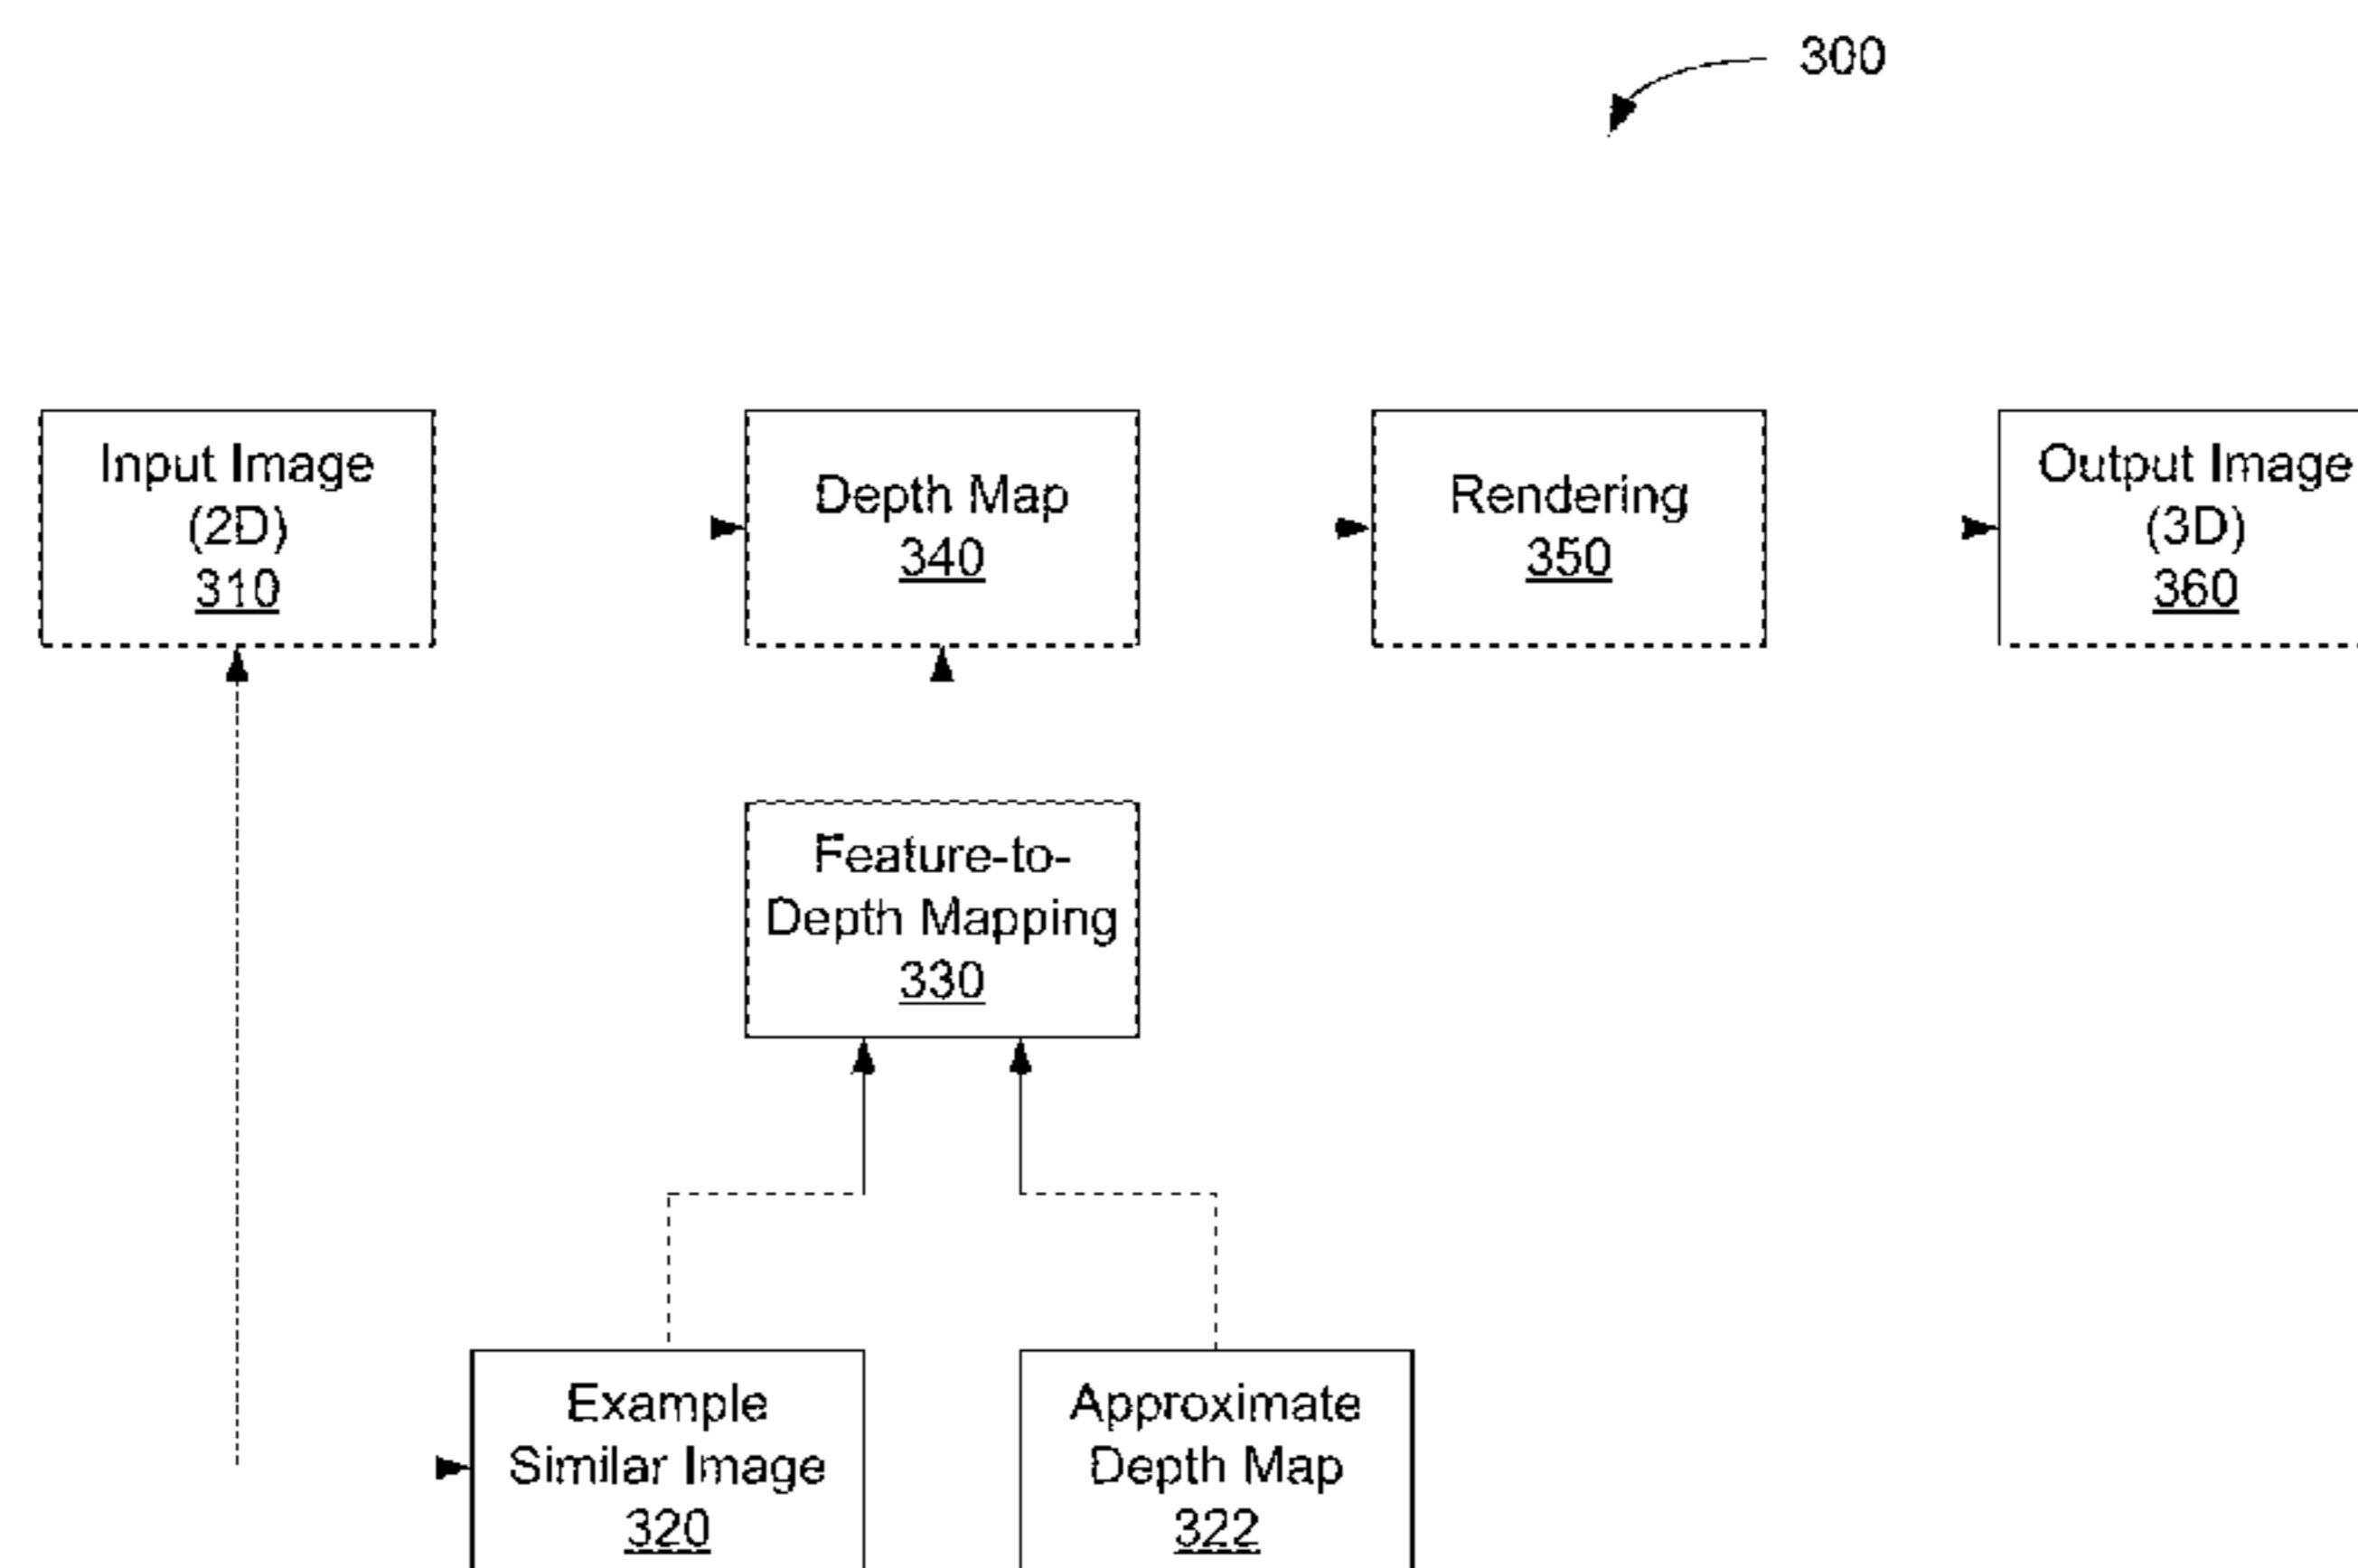 300
Input Image
(2D)
310
Depth Map
340
Rendering
350
Output Image
(3D)
360
Feature-to-
Depth Mapping
330
Example
Similar Image
320
Approximate
Depth Map
322